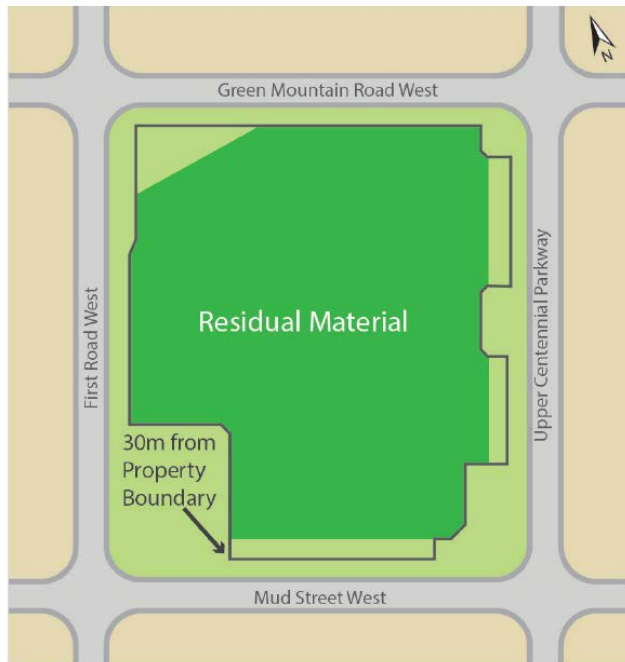 N
Green Mountain Road West
First Road West
Upper Centennial Parkway
Residual Material
30m from
Property
Boundary
Mud Street West